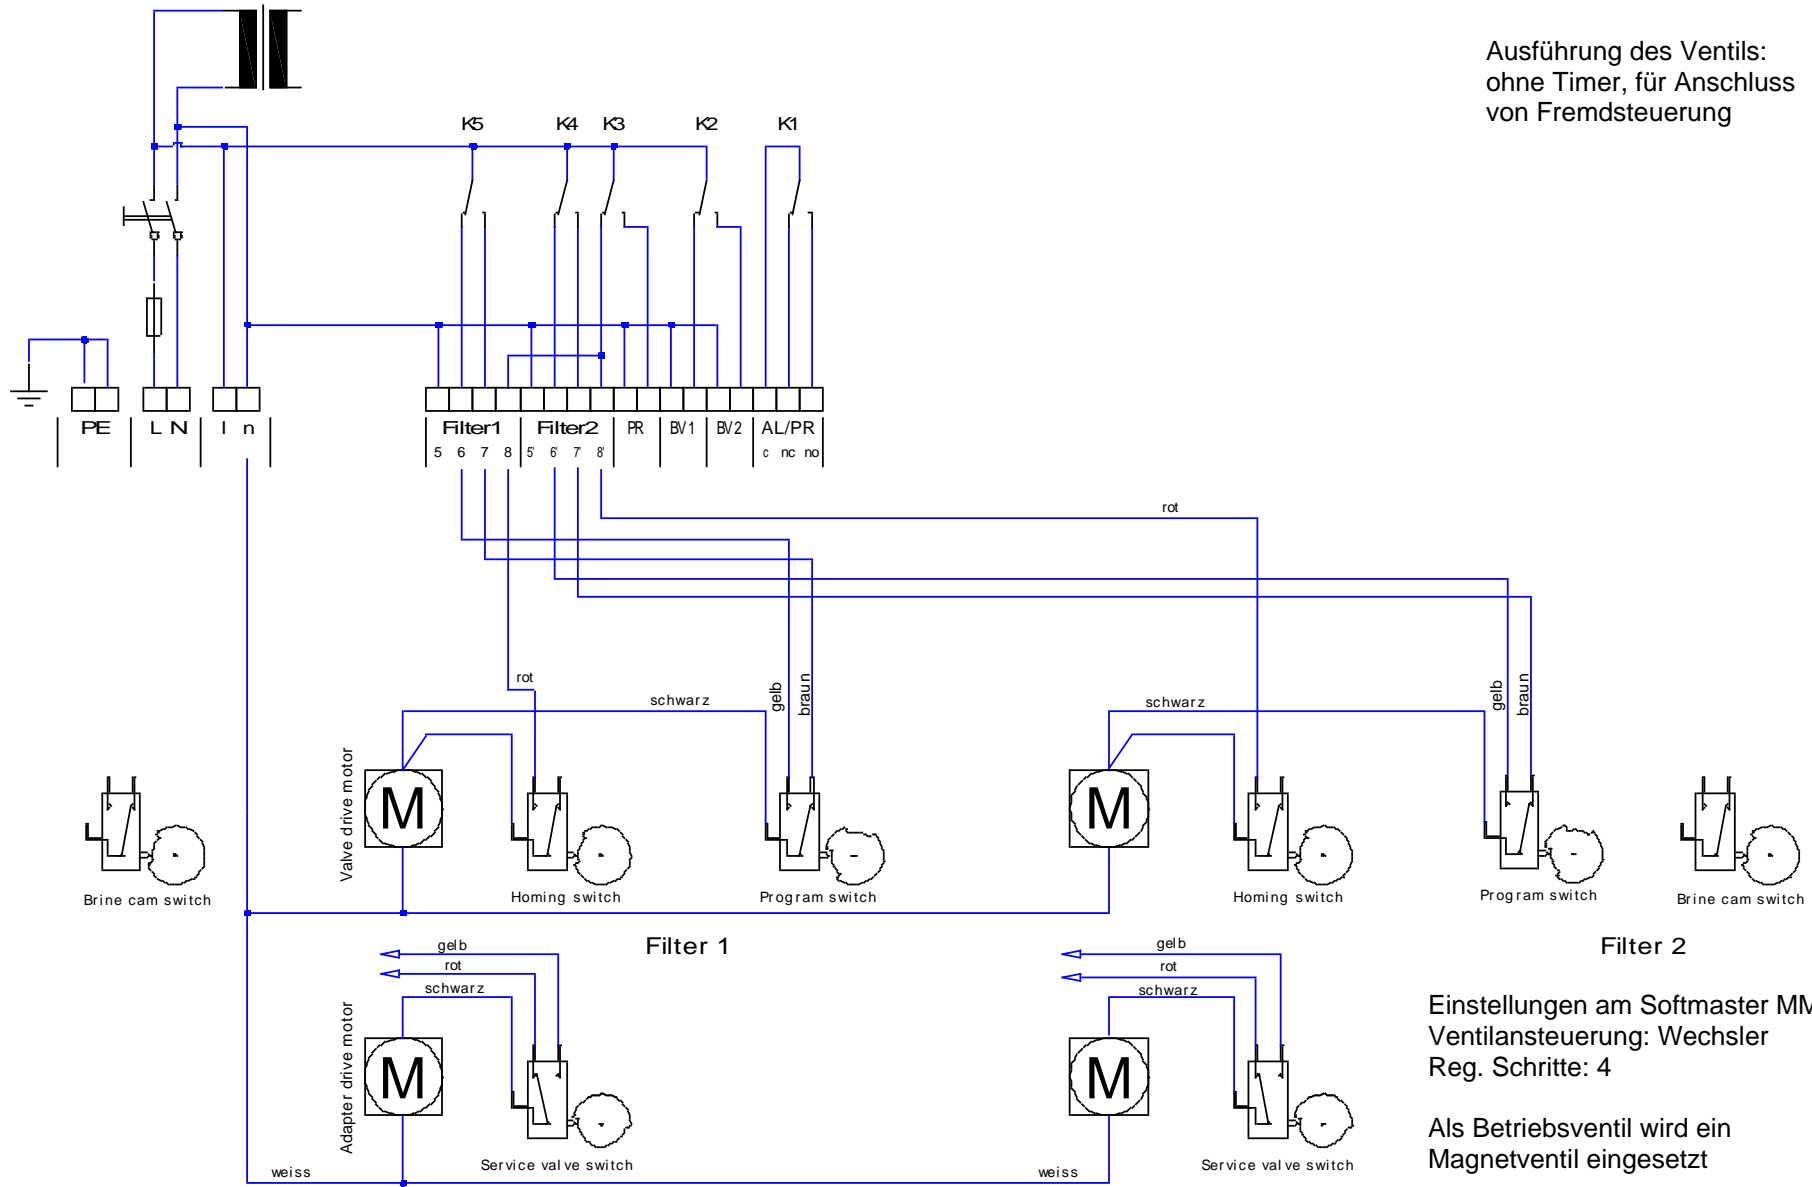 Ausführung des Ventils:
ohne Timer, für Anschluss
von Fremdsteuerung
K5 K4 K3 K2 K1
PE L N l n Filter1 Filter2 PR BV1 BV2 AL/PR
5 6 7 8 5' 6' 7' 8' c nc no
rot
rot
schwarz
gelb
braun
schwarz
gelb
braun
Valve drive motor
M
M
Brine cam switch
Homing switch
Program switch
Homing switch
Program switch
Brine cam switch
Filter 1
Filter 2
gelb
rot
schwarz
gelb
rot
schwarz
Adapter drive motor
M
M
Service valve switch
Service valve switch
weiss
weiss
Einstellungen am Softmaster MM
Ventilansteuerung: Wechsler
Reg. Schritte: 4
Als Betriebsventil wird ein
Magnetventil eingesetzt